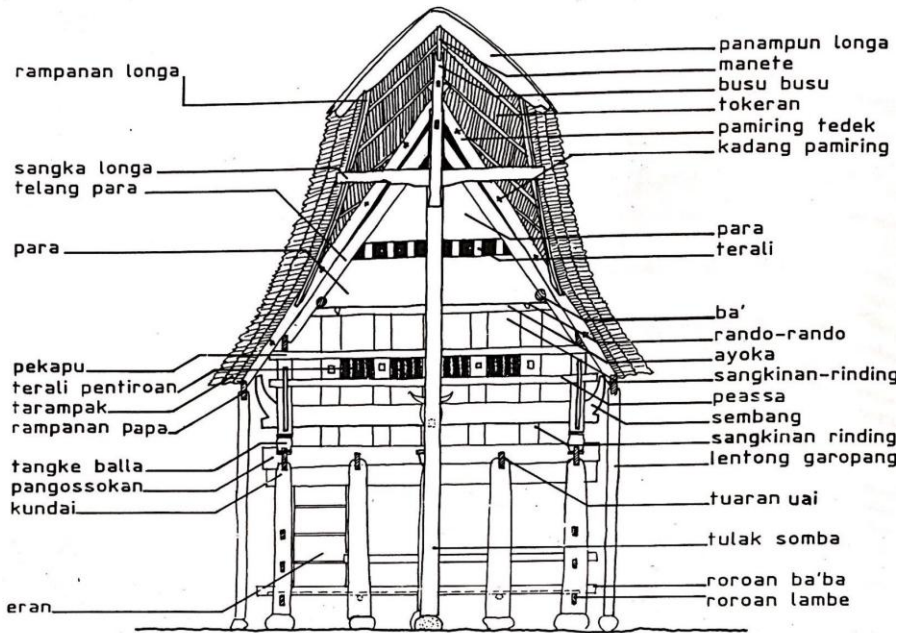 rampanan longa
sangka longa
telang para
para
pekapu
terali pentiroan
tarampak
rampanan papa
tangke balla
pangossokan
kundai
eran
panampun longa
manete
busu busu
tokeran
pamiring tedek
kadang pamiring
para
terali
ba'
rando-rando
ayoka
sangkinan-rinding
peassa
sembang
sangkinan rinding
lentong garopang
tuaran uai
tulak somba
roroan ba'ba
roroan lambe